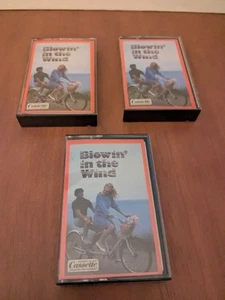 Blowin'
in the
Wind
Cassette
Blowin'
in the
Wind
Cassette
Blowin'
in the
Wind
Cassette